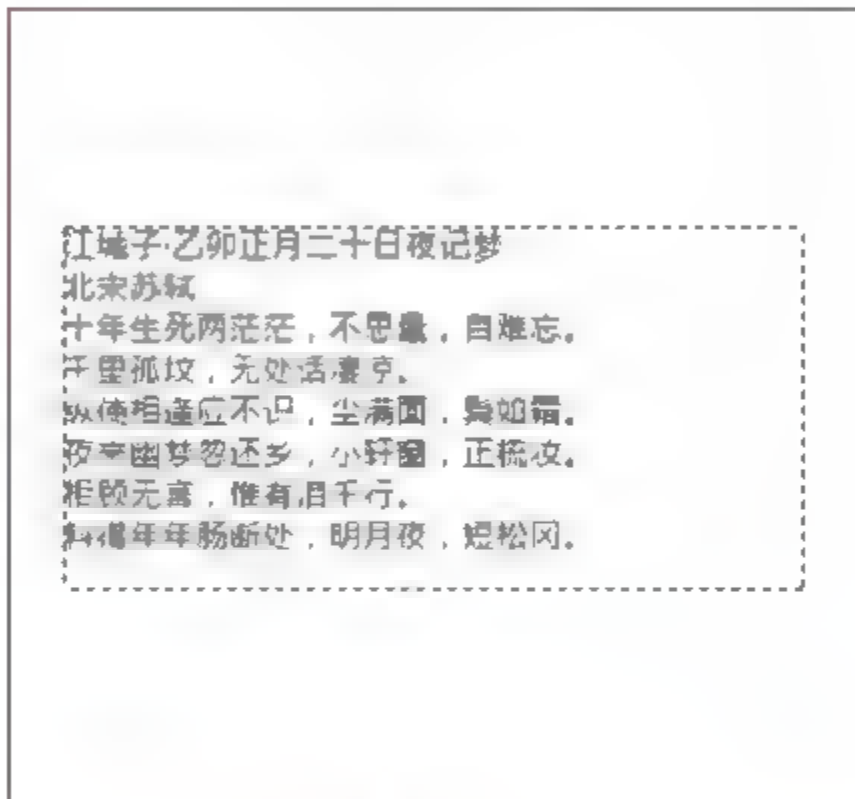 江城子·乙卯正月二十日夜记梦
北宋苏轼
十年生死两茫茫，不思量，自难忘。
千里孤坟，无处话凄凉。
纵使相逢应不识，尘满面，鬓如霜。
夜来幽梦忽还乡，小轩窗，正梳妆。
相顾无言，惟有泪千行。
料得年年肠断处，明月夜，短松冈。